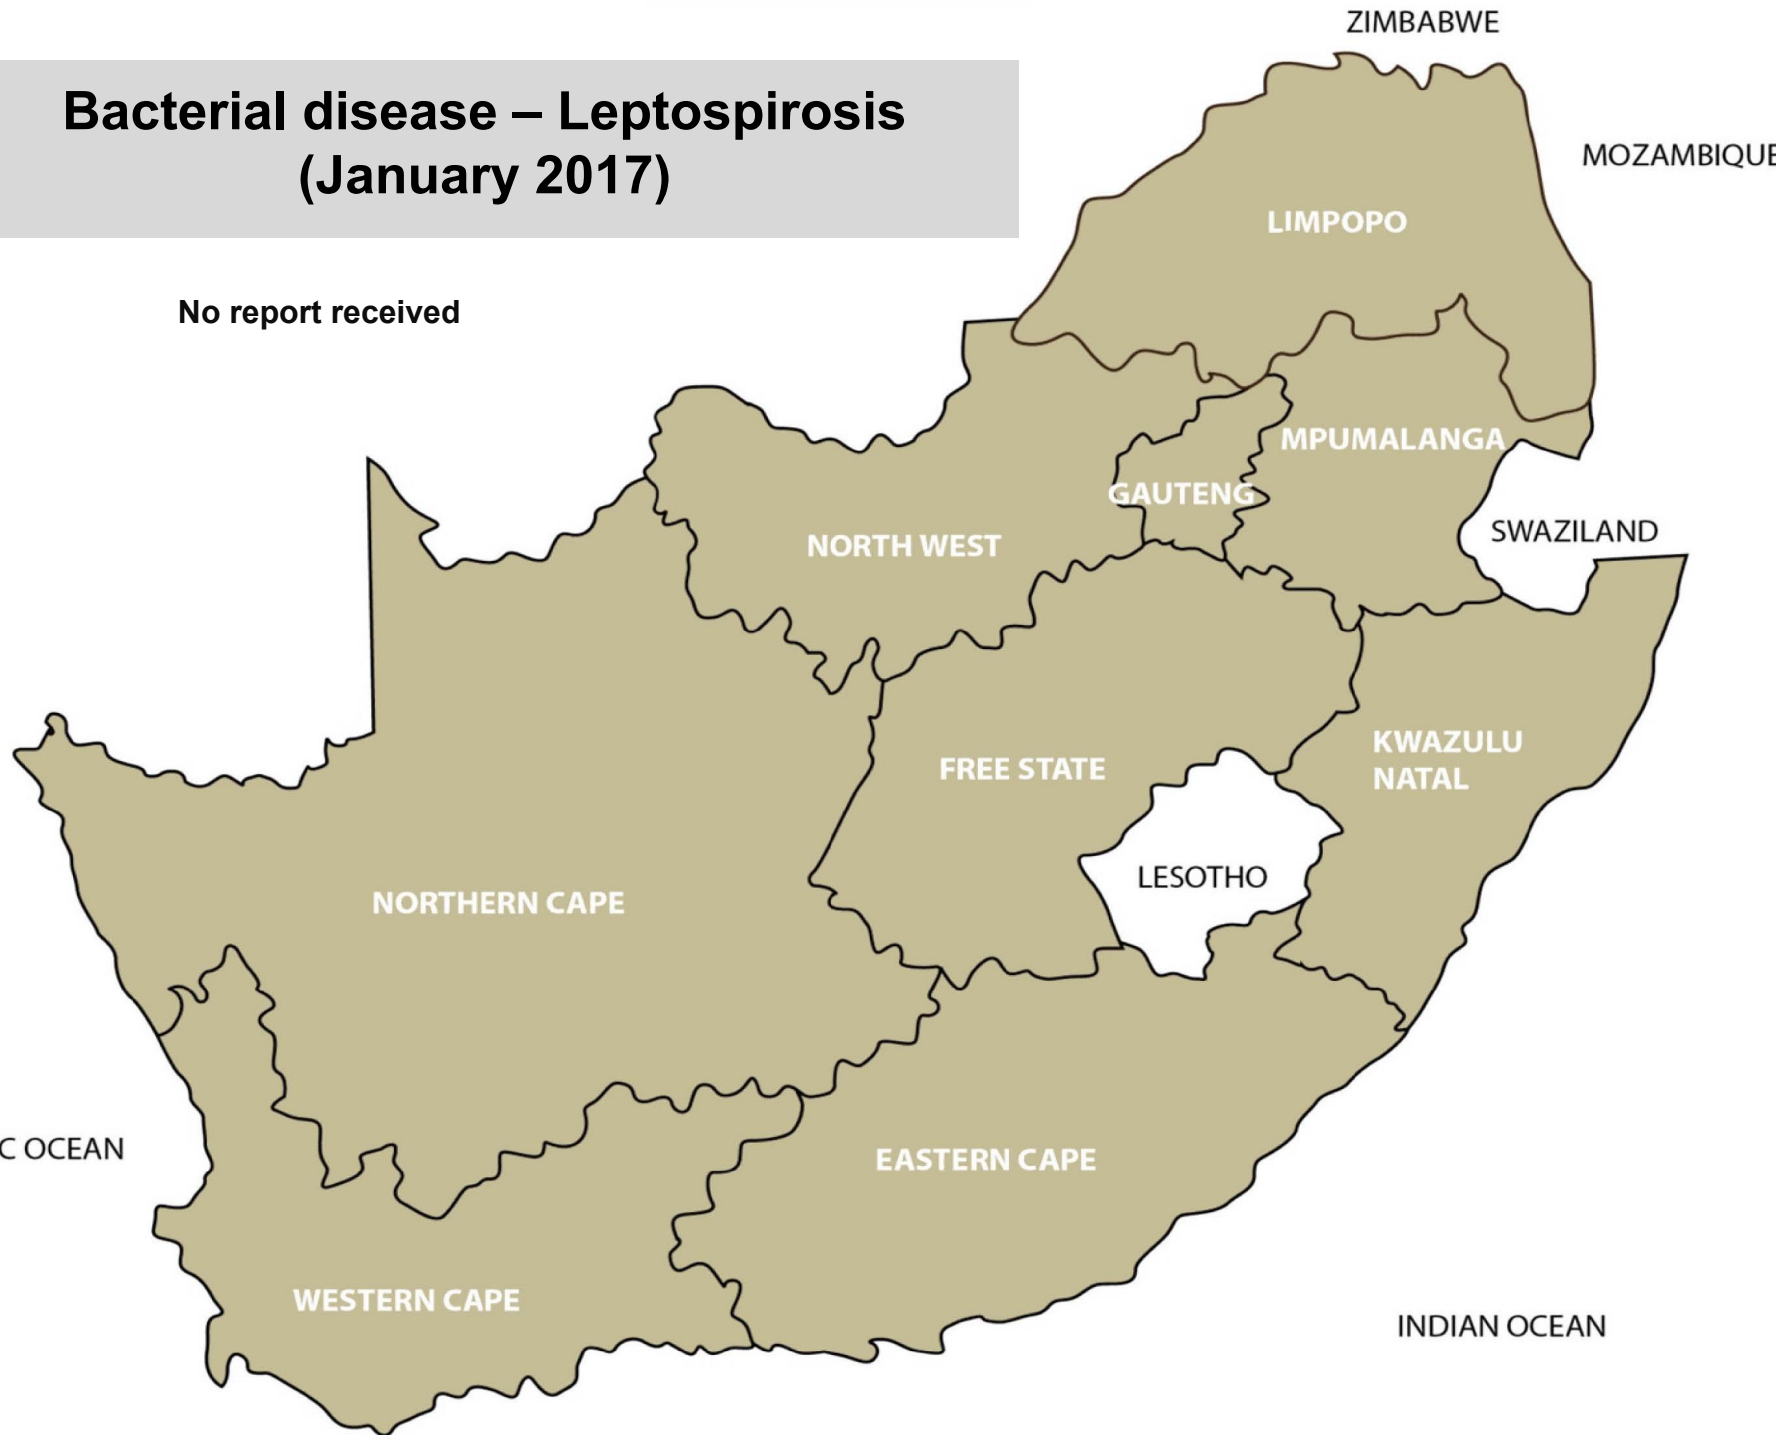 ZIMBABWE
Bacterial disease – Leptospirosis
(January 2017)
MOZAMBIQUE
LIMPOPO
No report received
MPUMALANGA
GAUTENG
SWAZILAND
NORTH WEST
KWAZULU
NATAL
FREE STATE
LESOTHO
NORTHERN CAPE
C OCEAN
EASTERN CAPE
WESTERN CAPE
INDIAN OCEAN